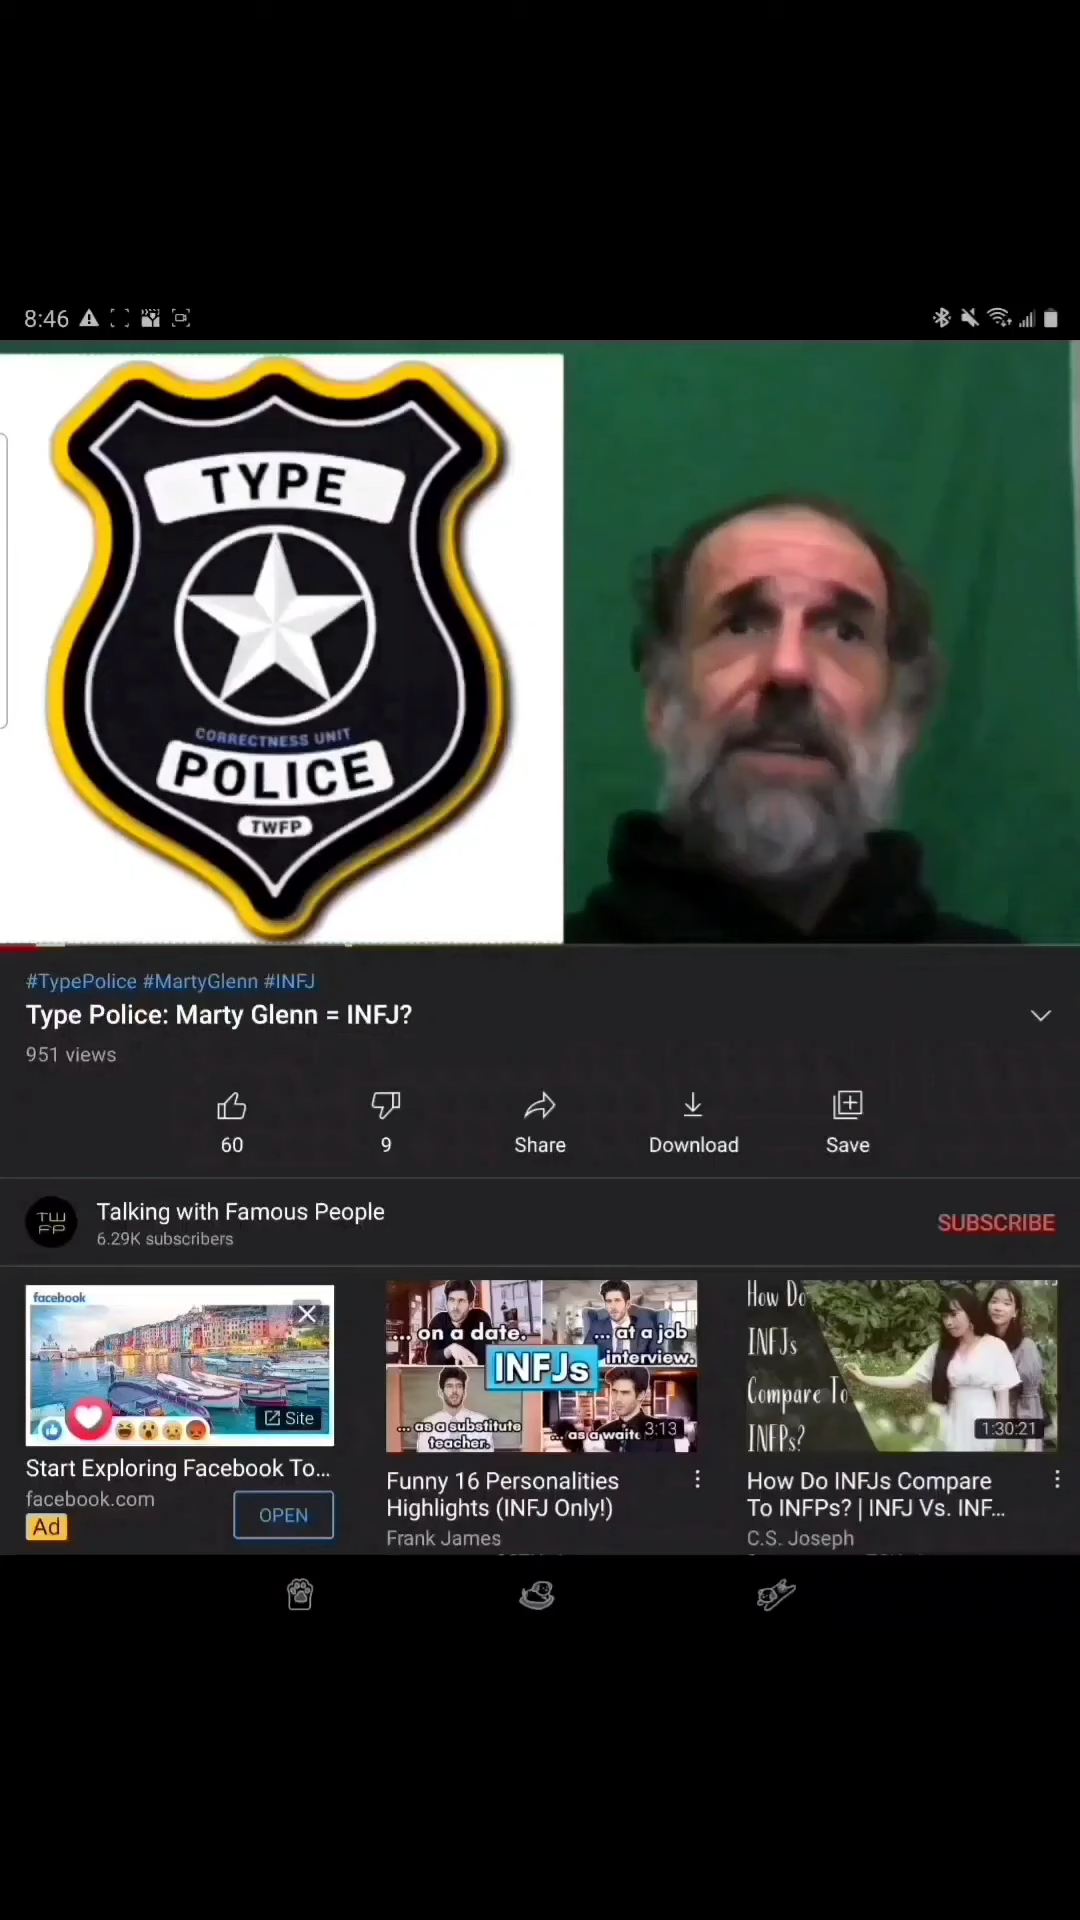 8:46
TYPE
CORRECTNESS UNIT
POLICE
TWFP
#TypePolice #MartyGlenn #INFJ
Type Police: Marty Glenn = INFJ?
951 views
60
9
Share
Download
Save
TW
FP
Talking with Famous People
6.29K subscribers
SUBSCRIBE
facebook
Site
Start Exploring Facebook To...
facebook.com
Ad
OPEN
... on a date.
... at a job
interview.
INFJs
... as a substitute
teacher.
... as a waite
3:13
Funny 16 Personalities
Highlights (INFJ Only!)
Frank James
How Do
INFJs
Compare To
INFPs?
1:30:21
How Do INFJs Compare
To INFPs? | INFJ Vs. INF...
C.S. Joseph